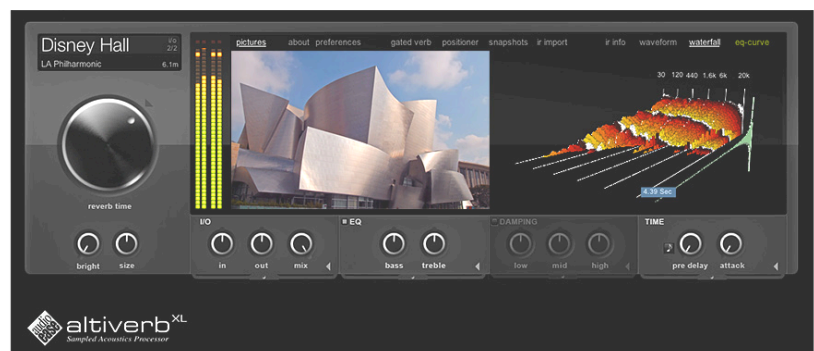 Disney Hall
i/o
2/2
LA Philharmonic
6.1m
pictures about preferences gated verb positioner snapshots ir import ir info waveform waterfall eq-curve
30 120 440 1.6k 6k 20k
4.39 Sec
reverb time
bright size
I/O
in out mix
EQ
bass treble
DAMPING
low mid high
TIME
pre delay attack
audio ease
altiverb XL
Sampled Acoustics Processor